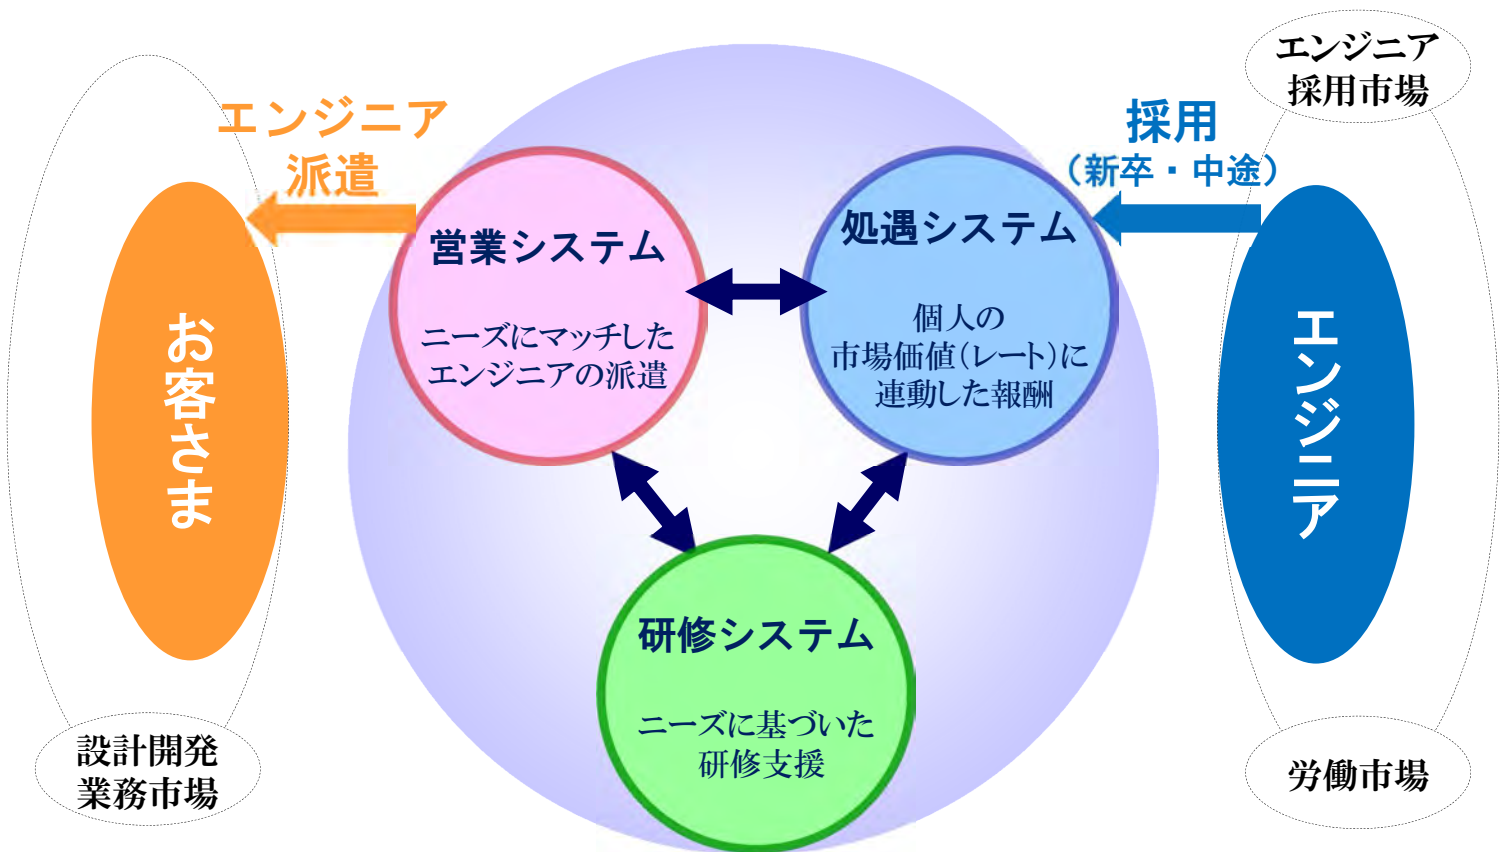 エンジニア
採用市場
エンジニア
派遣
採用
（新卒・中途）
営業システム
ニーズにマッチした
エンジニアの派遣
処遇システム
個人の
市場価値（レート）に
連動した報酬
お客さま
エンジニア
研修システム
ニーズに基づいた
研修支援
設計開発
業務市場
労働市場